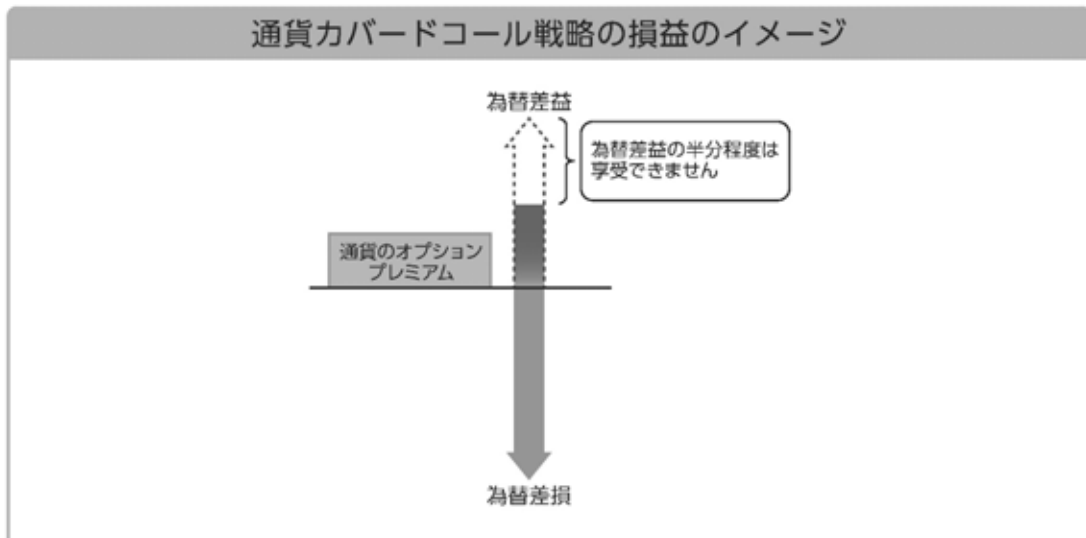 通貨カバードコール戦略の損益のイメージ
為替差益
為替差益の半分程度は
享受できません
通貨のオプション
プレミアム
為替差損